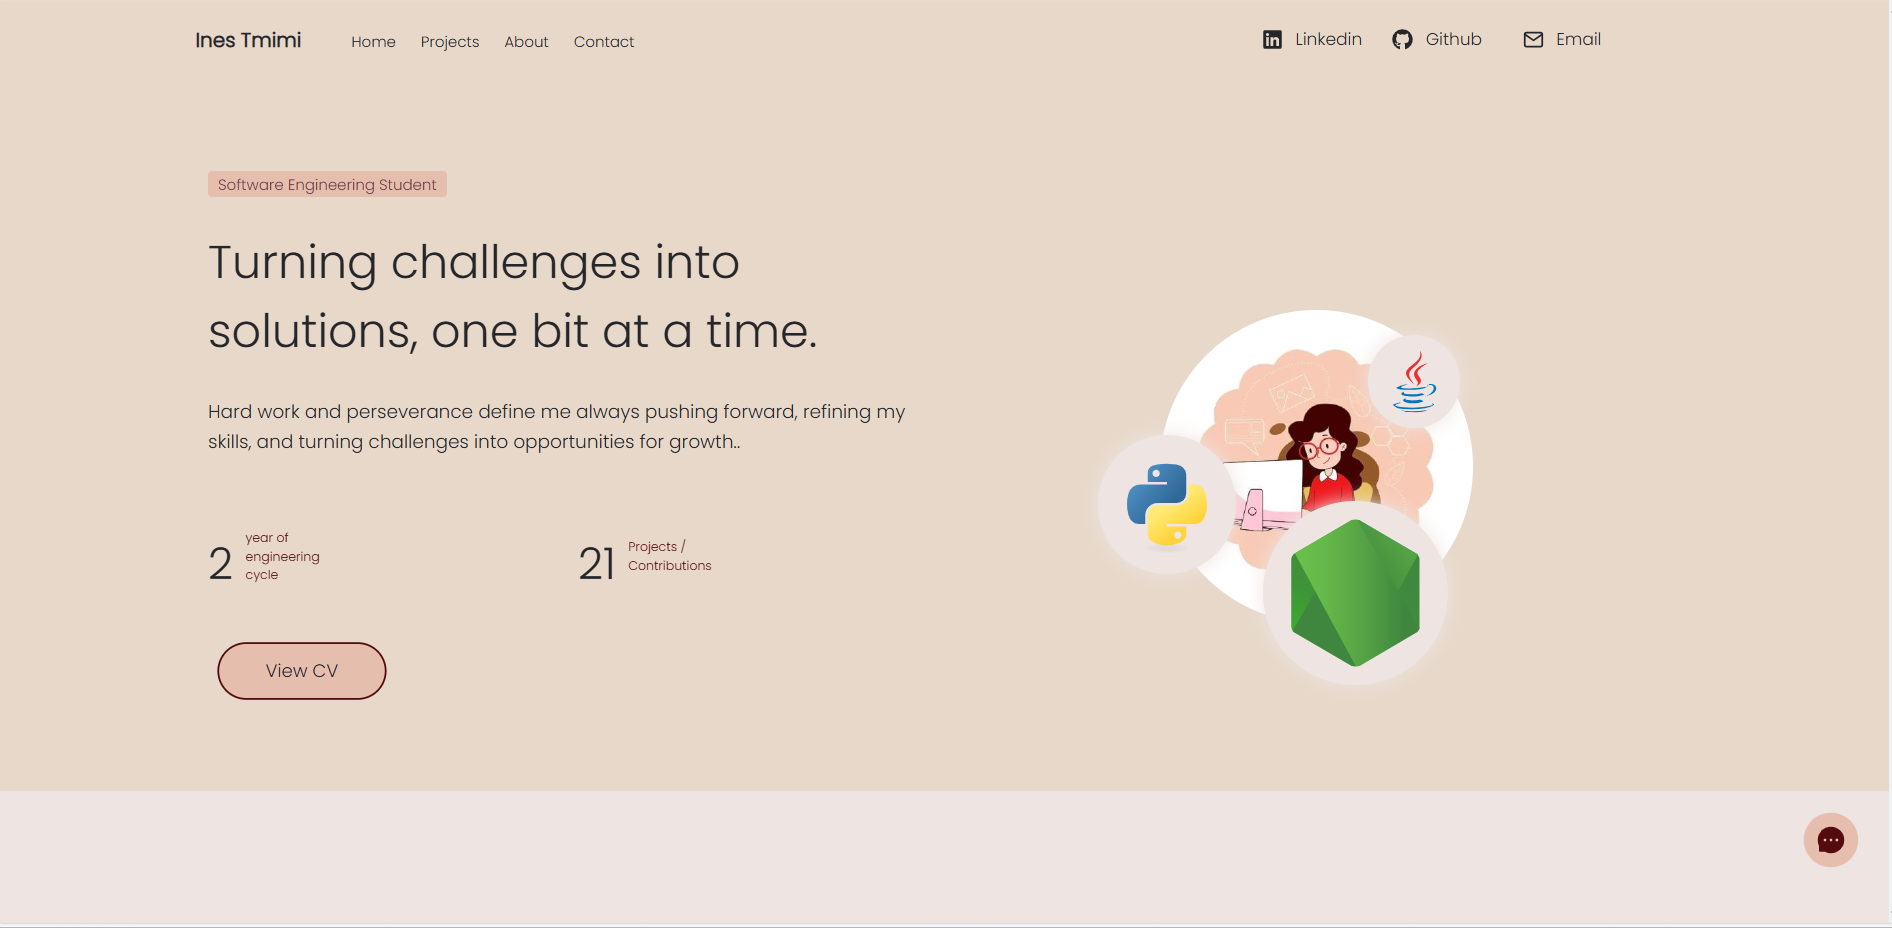 Ines Tmimi
Home Projects About Contact
Linkedin Github Email
Software Engineering Student
Turning challenges into
solutions, one bit at a time.
Hard work and perseverance define me always pushing forward, refining my
skills, and turning challenges into opportunities for growth..
2
year of
engineering
cycle
21
Projects /
Contributions
View CV